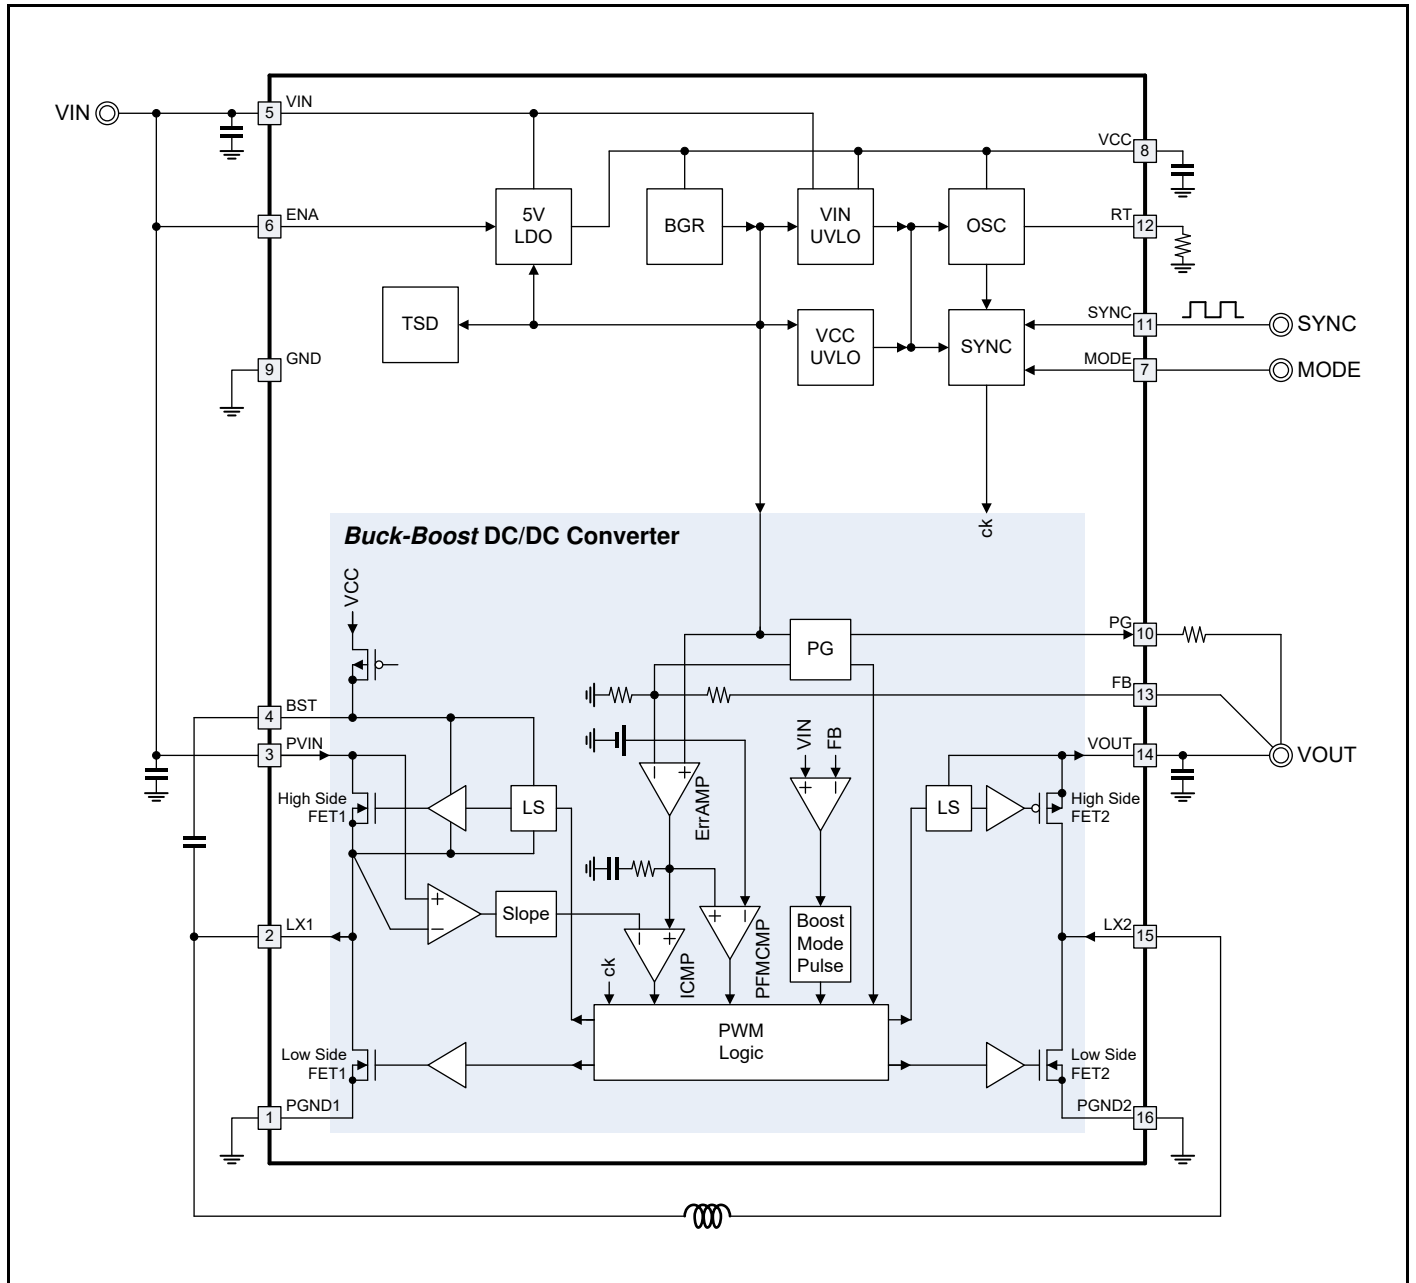 VIN
5
VIN
VCC
8
6
ENA
5V
LDO
BGR
VIN
UVLO
OSC
RT
12
TSD
VCC
UVLO
SYNC
SYNC
11
SYNC
9
GND
MODE
7
MODE
ck
Buck-Boost DC/DC Converter
VCC
PG
PG
10
FB
13
4
BST
3
PVIN
VIN
FB
VOUT
14
VOUT
High Side
FET1
LS
ErrAMP
LS
High Side
FET2
Slope
2
LX1
ck
ICMP
PFMCMP
Boost
Mode
Pulse
LX2
15
PWM
Logic
Low Side
FET1
Low Side
FET2
1
PGND1
PGND2
16